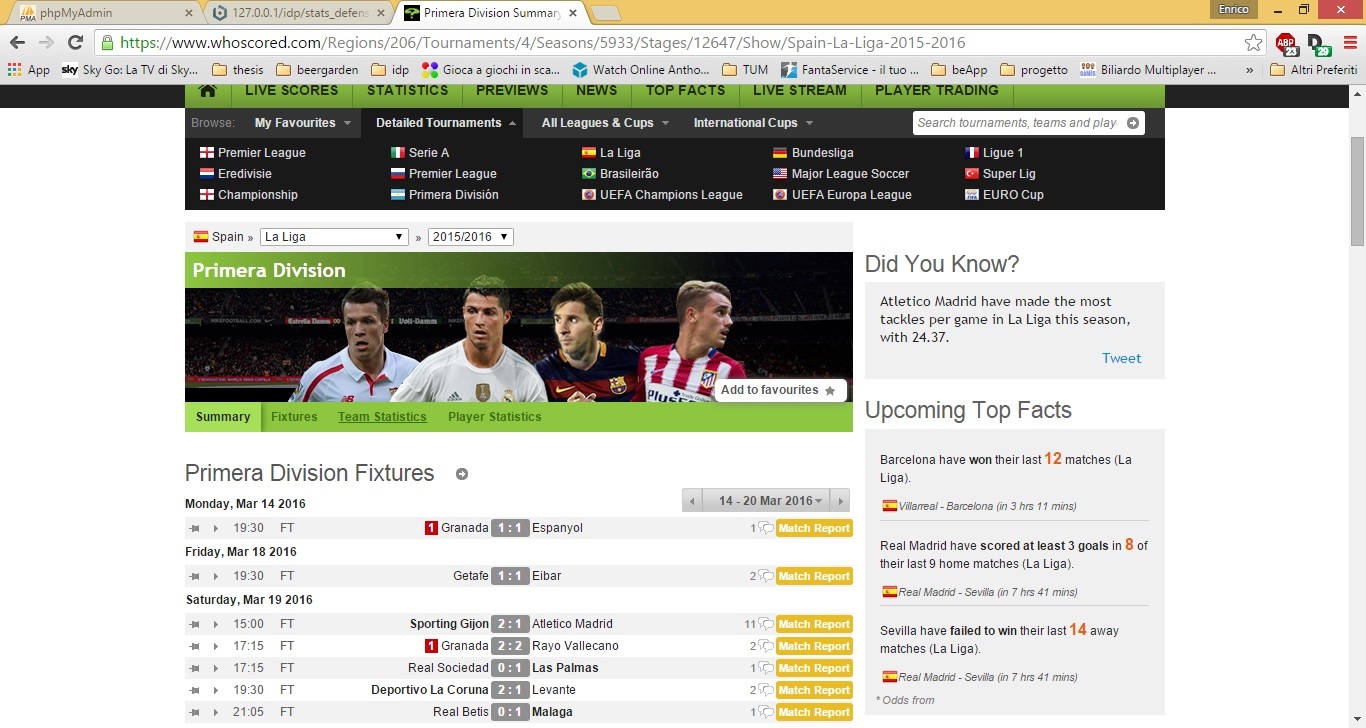 phpMyAdmin
127.0.0.1/idp/stats_defens
Primera Division Summary
Enrico
https://www.whoscored.com/Regions/206/Tournaments/4/Seasons/5933/Stages/12647/Show/Spain-La-Liga-2015-2016
ABP 23 29
App sky Sky Go: La TV di Sky... thesis beergarden idp Gioca a giochi in sca... Watch Online Antho... TUM FantaService - il tuo ... beApp progetto Biliardo Multiplayer ... » Altri Preferiti
LIVE SCORES STATISTICS PREVIEWS NEWS TOP FACTS LIVE STREAM PLAYER TRADING
Browse: My Favourites Detailed Tournaments All Leagues & Cups International Cups Search tournaments, teams and playe
Premier League Serie A La Liga Bundesliga Ligue 1
Eredivisie Premier League Brasileirão Major League Soccer Super Lig
Championship Primera División UEFA Champions League UEFA Europa League EURO Cup
Spain » La Liga » 2015/2016
Primera Division
Add to favourites
Summary Fixtures Team Statistics Player Statistics
Primera Division Fixtures
Monday, Mar 14 2016 14 - 20 Mar 2016
19:30 FT 1 Granada 1 : 1 Espanyol 1 Match Report
Friday, Mar 18 2016
19:30 FT Getafe 1 : 1 Eibar 2 Match Report
Saturday, Mar 19 2016
15:00 FT Sporting Gijon 2 : 1 Atletico Madrid 11 Match Report
17:15 FT 1 Granada 2 : 2 Rayo Vallecano 2 Match Report
17:15 FT Real Sociedad 0 : 1 Las Palmas 1 Match Report
19:30 FT Deportivo La Coruna 2 : 1 Levante 2 Match Report
21:05 FT Real Betis 0 : 1 Malaga 1 Match Report
Did You Know?
Atletico Madrid have made the most
tackles per game in La Liga this season,
with 24.37.
Tweet
Upcoming Top Facts
Barcelona have won their last 12 matches (La
Liga).
Villarreal - Barcelona (in 3 hrs 11 mins)
Real Madrid have scored at least 3 goals in 8 of
their last 9 home matches (La Liga).
Real Madrid - Sevilla (in 7 hrs 41 mins)
Sevilla have failed to win their last 14 away
matches (La Liga).
Real Madrid - Sevilla (in 7 hrs 41 mins)
* Odds from